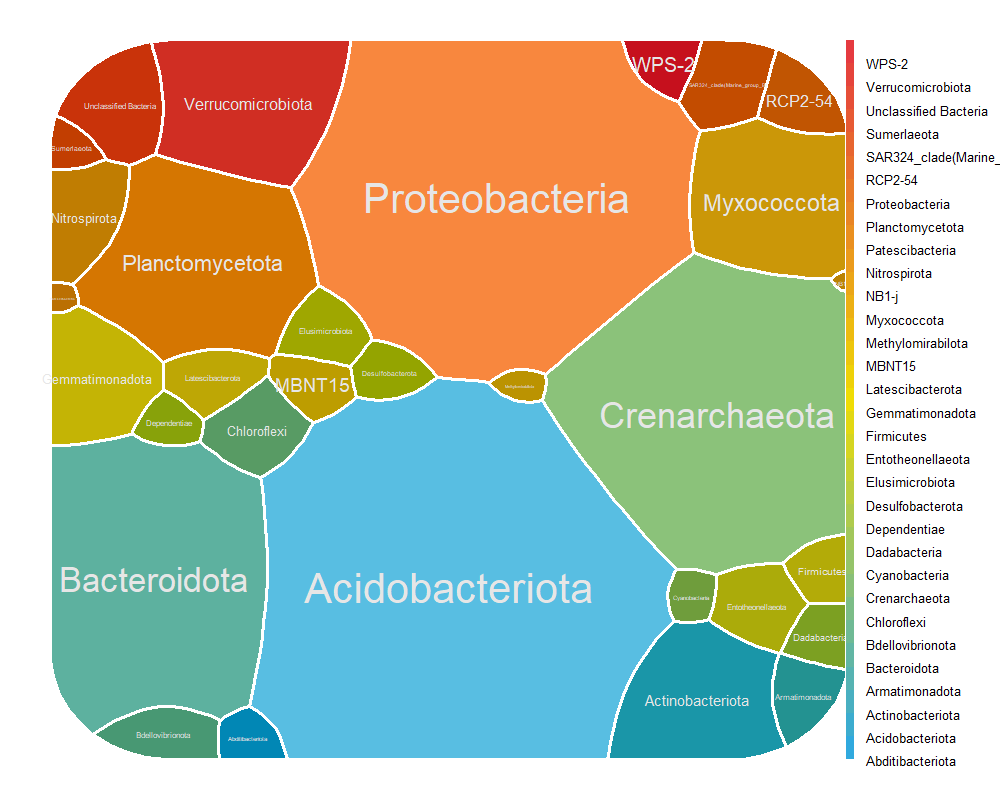 WPS-2
Verrucomicrobiota
Unclassified Bacteria
SAR324_clade(Marine_group_
RCP2-54
Sumerlaeota
Proteobacteria
Myxococcota
Nitrospirota
Planctomycetota
Elusimicrobiota
Gemmatimonadota
Latescibacterota
MBNT15
Desulfobacterota
Methylomirabilota
Crenarchaeota
Dependentiae
Chloroflexi
Bacteroidota
Acidobacteriota
Firmicutes
Cyanobacteria
Entotheonellaeota
Dadabacteria
Actinobacteriota
Armatimonadota
Bdellovibrionota
Abditibacteriota
WPS-2
Verrucomicrobiota
Unclassified Bacteria
Sumerlaeota
SAR324_clade(Marine_
RCP2-54
Proteobacteria
Planctomycetota
Patescibacteria
Nitrospirota
NB1-j
Myxococcota
Methylomirabilota
MBNT15
Latescibacterota
Gemmatimonadota
Firmicutes
Entotheonellaeota
Elusimicrobiota
Desulfobacterota
Dependentiae
Dadabacteria
Cyanobacteria
Crenarchaeota
Chloroflexi
Bdellovibrionota
Bacteroidota
Armatimonadota
Actinobacteriota
Acidobacteriota
Abditibacteriota